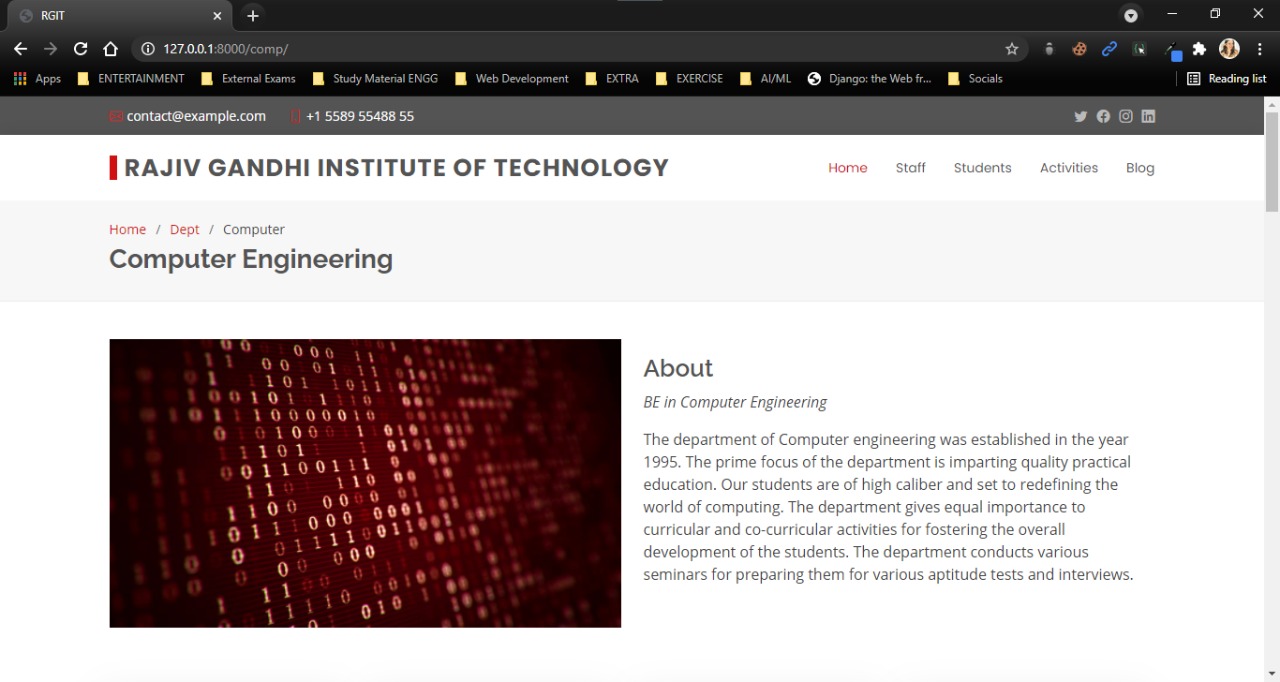 RGIT
127.0.0.1:8000/comp/
Apps ENTERTAINMENT External Exams Study Material ENGG Web Development EXTRA EXERCISE AI/ML Django: the Web fr... Socials Reading list
contact@example.com +1 5589 55488 55
RAJIV GANDHI INSTITUTE OF TECHNOLOGY
Home Staff Students Activities Blog
Home / Dept / Computer
Computer Engineering
About
BE in Computer Engineering
The department of Computer engineering was established in the year
1995. The prime focus of the department is imparting quality practical
education. Our students are of high caliber and set to redefining the
world of computing. The department gives equal importance to
curricular and co-curricular activities for fostering the overall
development of the students. The department conducts various
seminars for preparing them for various aptitude tests and interviews.